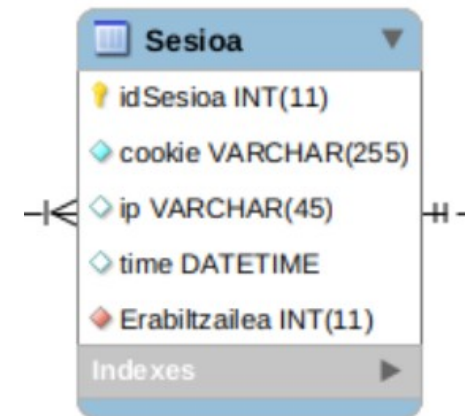 Sesioa
idSesioa INT(11)
cookie VARCHAR(255)
ip VARCHAR(45)
time DATETIME
Erabiltzailea INT(11)
Indexes